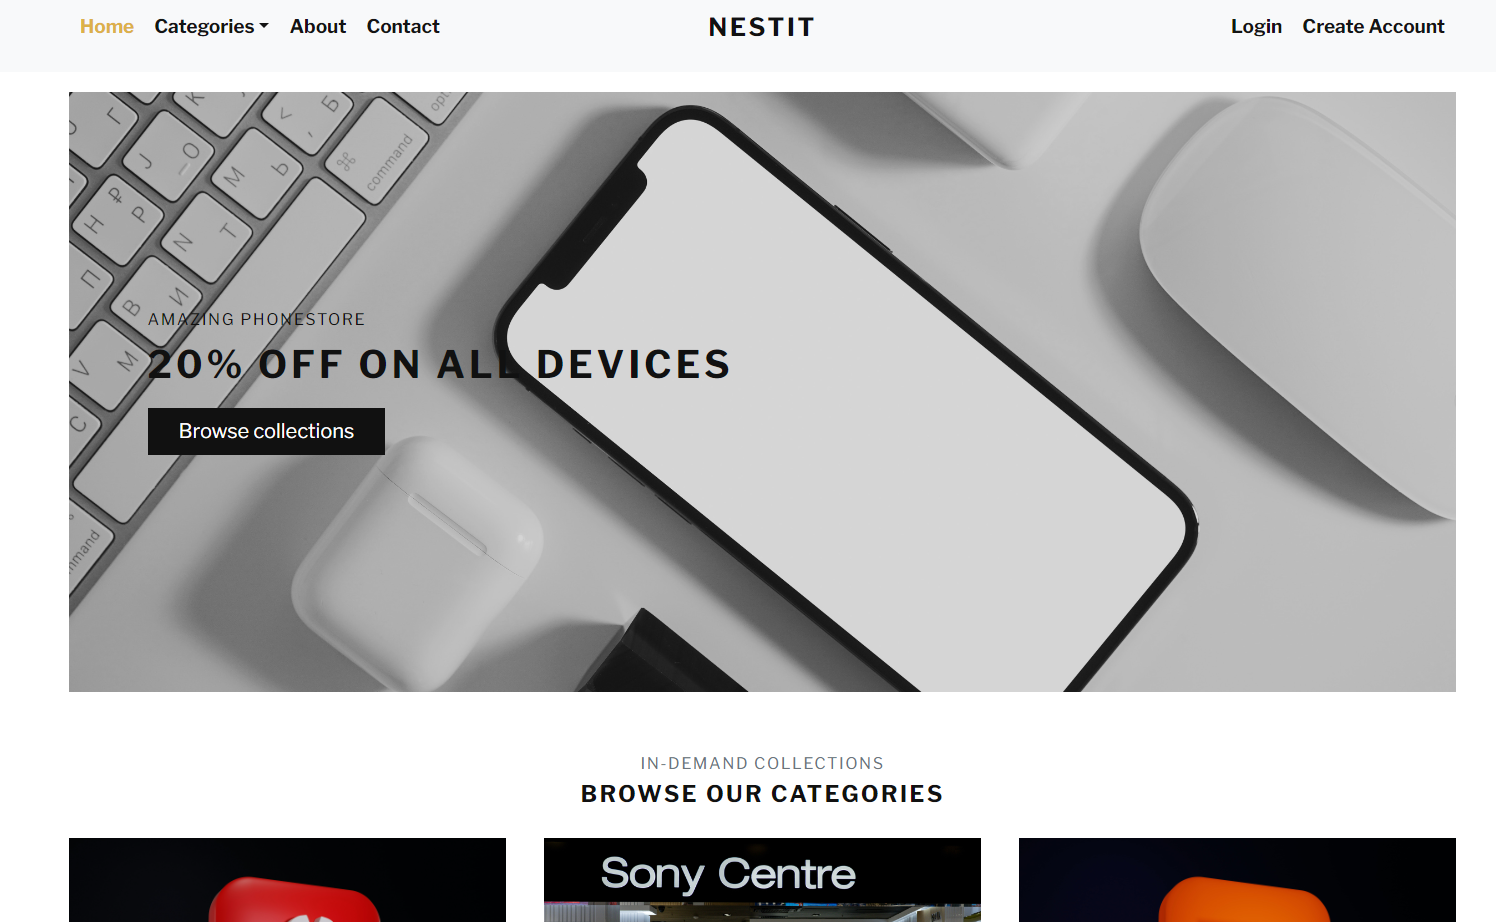 Home Categories About Contact NESTIT Login Create Account
AMAZING PHONESTORE
20% OFF ON ALL DEVICES
Browse collections
command
IN-DEMAND COLLECTIONS
BROWSE OUR CATEGORIES
Sony Centre